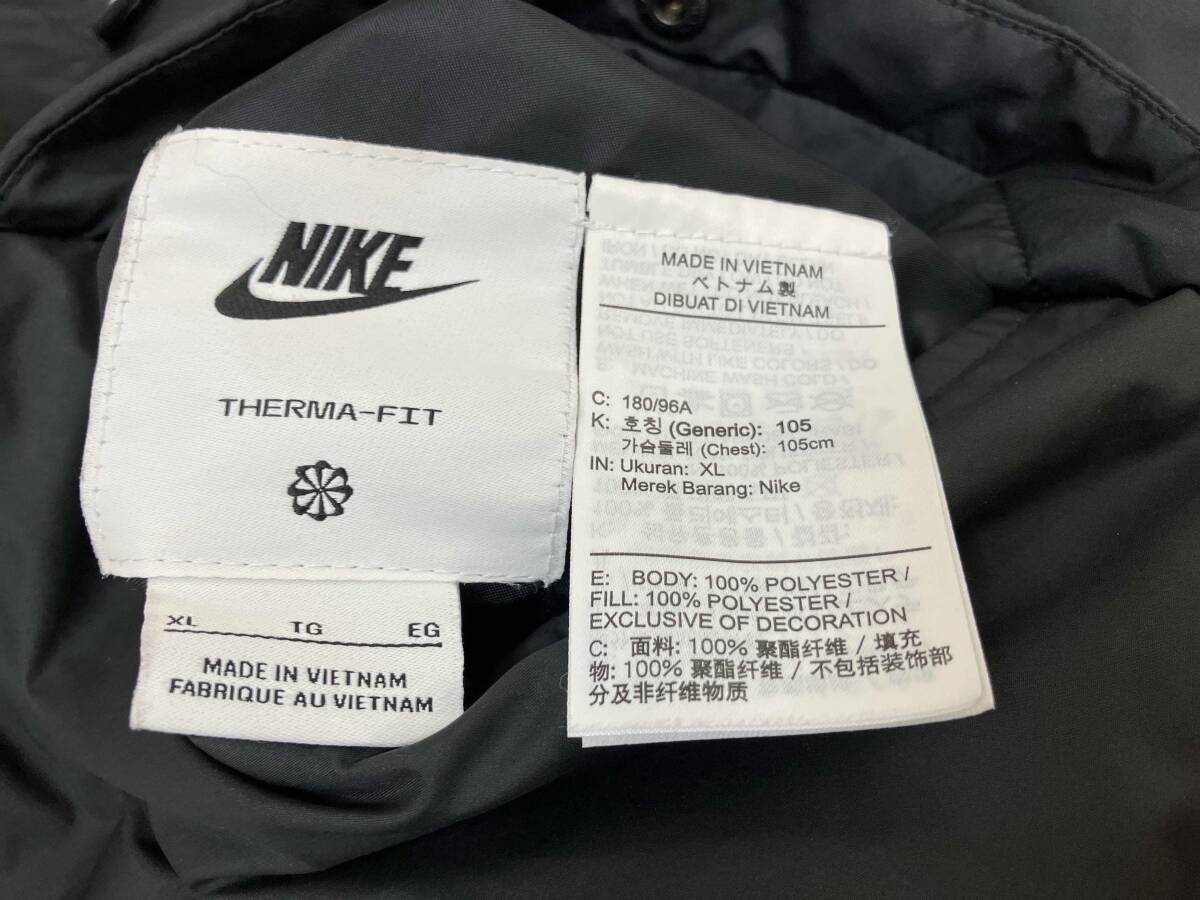 NIKE
THERMA-FIT
XL TG EG
MADE IN VIETNAM
FABRIQUE AU VIETNAM
MADE IN VIETNAM
ベトナム製
DIBUAT DI VIETNAM
C: 180/96A
K: 호칭 (Generic): 105
가슴둘레 (Chest): 105cm
IN: Ukuran: XL
Merek Barang: Nike
E: BODY: 100% POLYESTER /
FILL: 100% POLYESTER /
EXCLUSIVE OF DECORATION
C: 面料: 100% 聚酯纤维 / 填充
物: 100% 聚酯纤维 / 不包括装饰部
分及非纤维物质